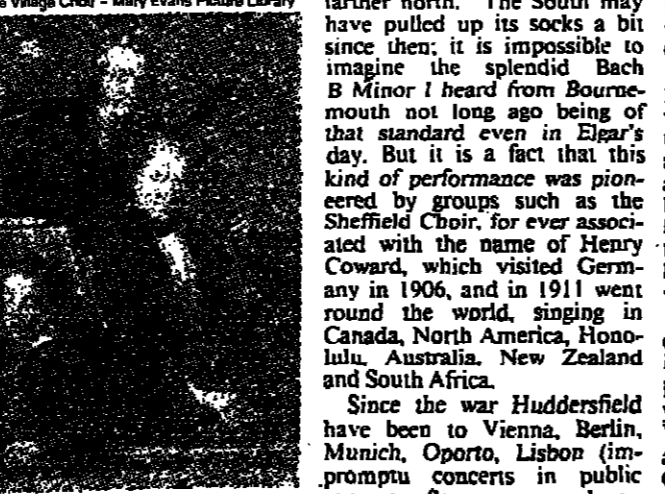 Village Choir – Mary Evans Picture Library
farther north. The South may
have pulled up its socks a bit
since then; it is impossible to
imagine the splendid Bach
B Minor I heard from Bourne-
mouth not long ago being of
that standard even in Elgar's
day. But it is a fact that this
kind of performance was pion-
eered by groups such as the
Sheffield Choir, for ever associ-
ated with the name of Henry
Coward, which visited Germ-
any in 1906, and in 1911 went
round the world, singing in
Canada, North America, Hono-
lulu, Australia, New Zealand
and South Africa.
Since the war Huddersfield
have been to Vienna, Berlin,
Munich, Oporto, Lisbon (im-
promptu concerts in public